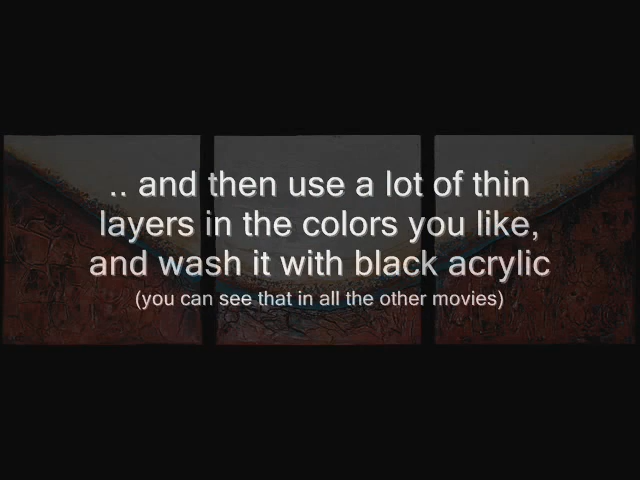 .. and then use a lot of thin
layers in the colors you like,
and wash it with black acrylic
(you can see that in all the other movies)